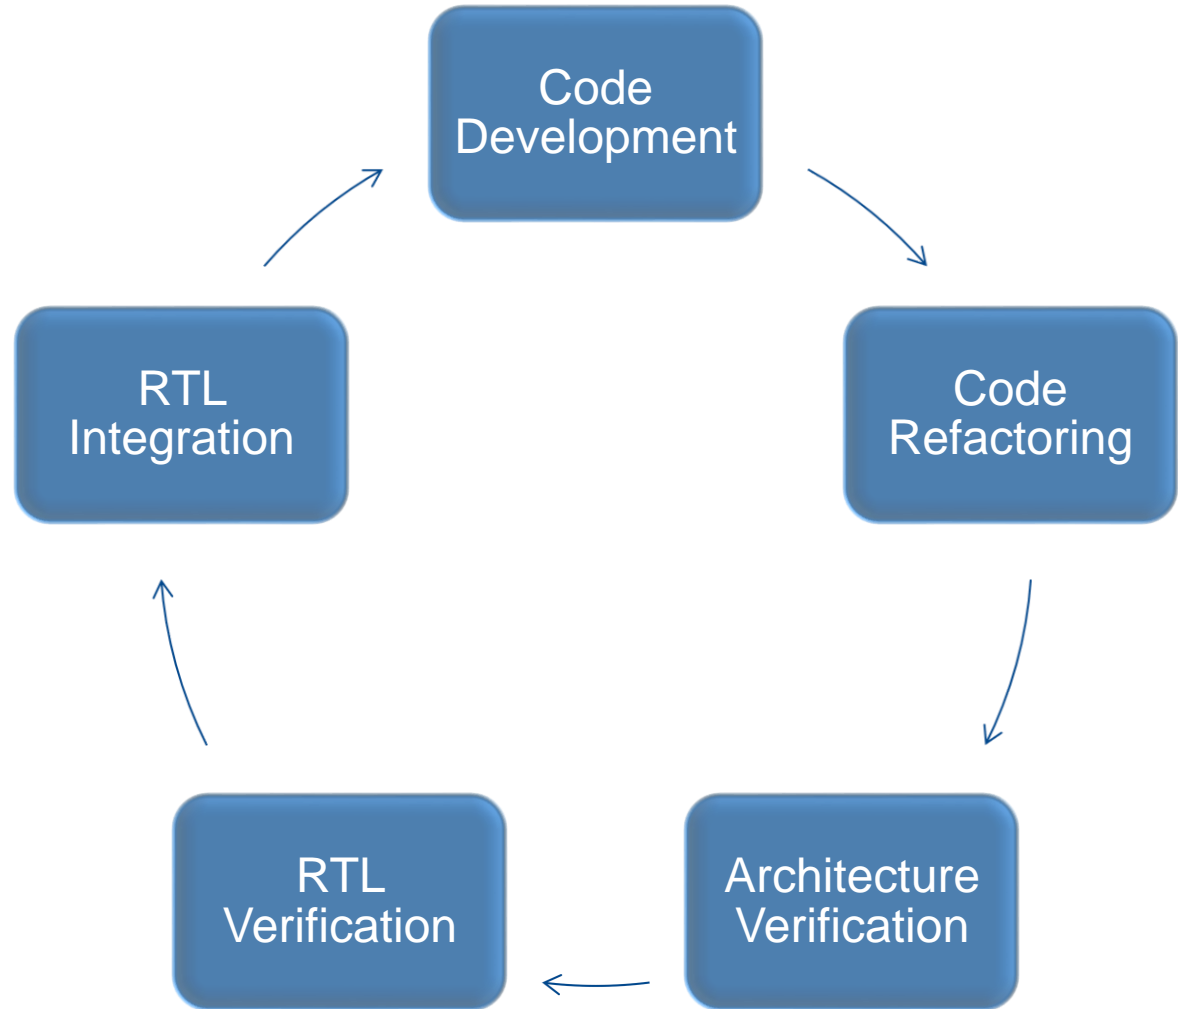 Code
Development
Code
Refactoring
Architecture
Verification
RTL
Verification
RTL
Integration